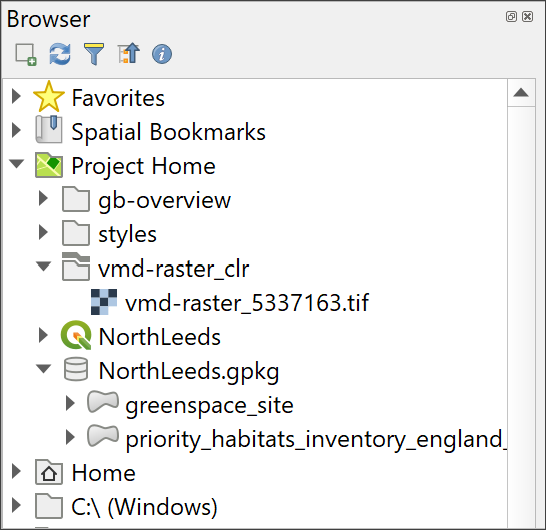 Browser
Favorites
Spatial Bookmarks
Project Home
gb-overview
styles
vmd-raster_clr
vmd-raster_5337163.tif
NorthLeeds
NorthLeeds.gpkg
greenspace_site
priority_habitats_inventory_england_
Home
C:\ (Windows)